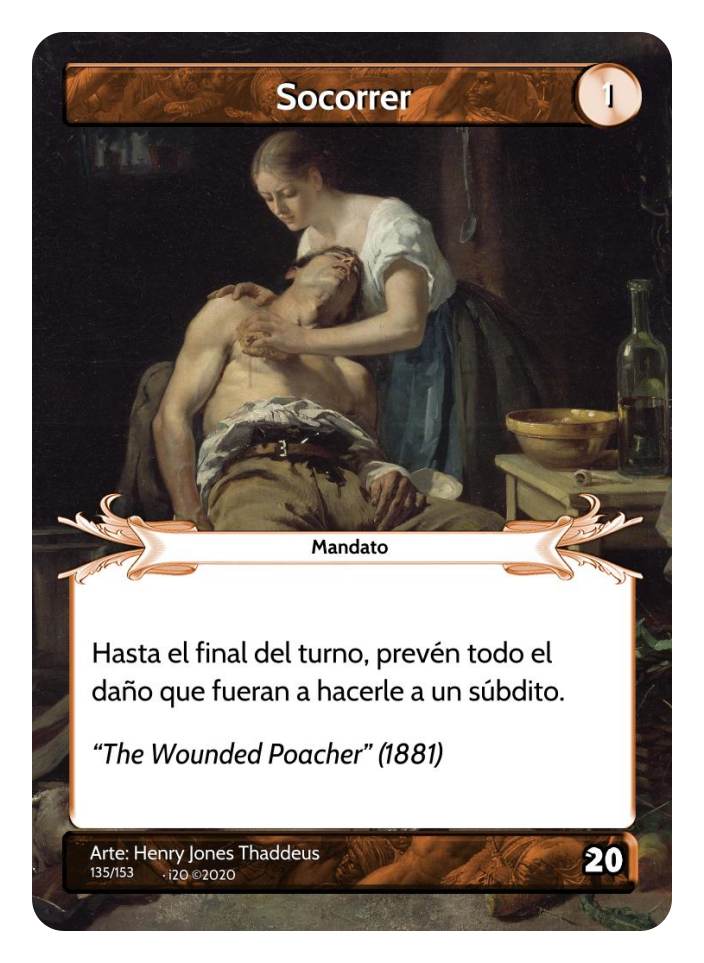 Socorrer
1
Mandato
Hasta el final del turno, prevén todo el
daño que fueran a hacerle a un súbdito.
“The Wounded Poacher” (1881)
Arte: Henry Jones Thaddeus
135/153 · i20 ©2020
20